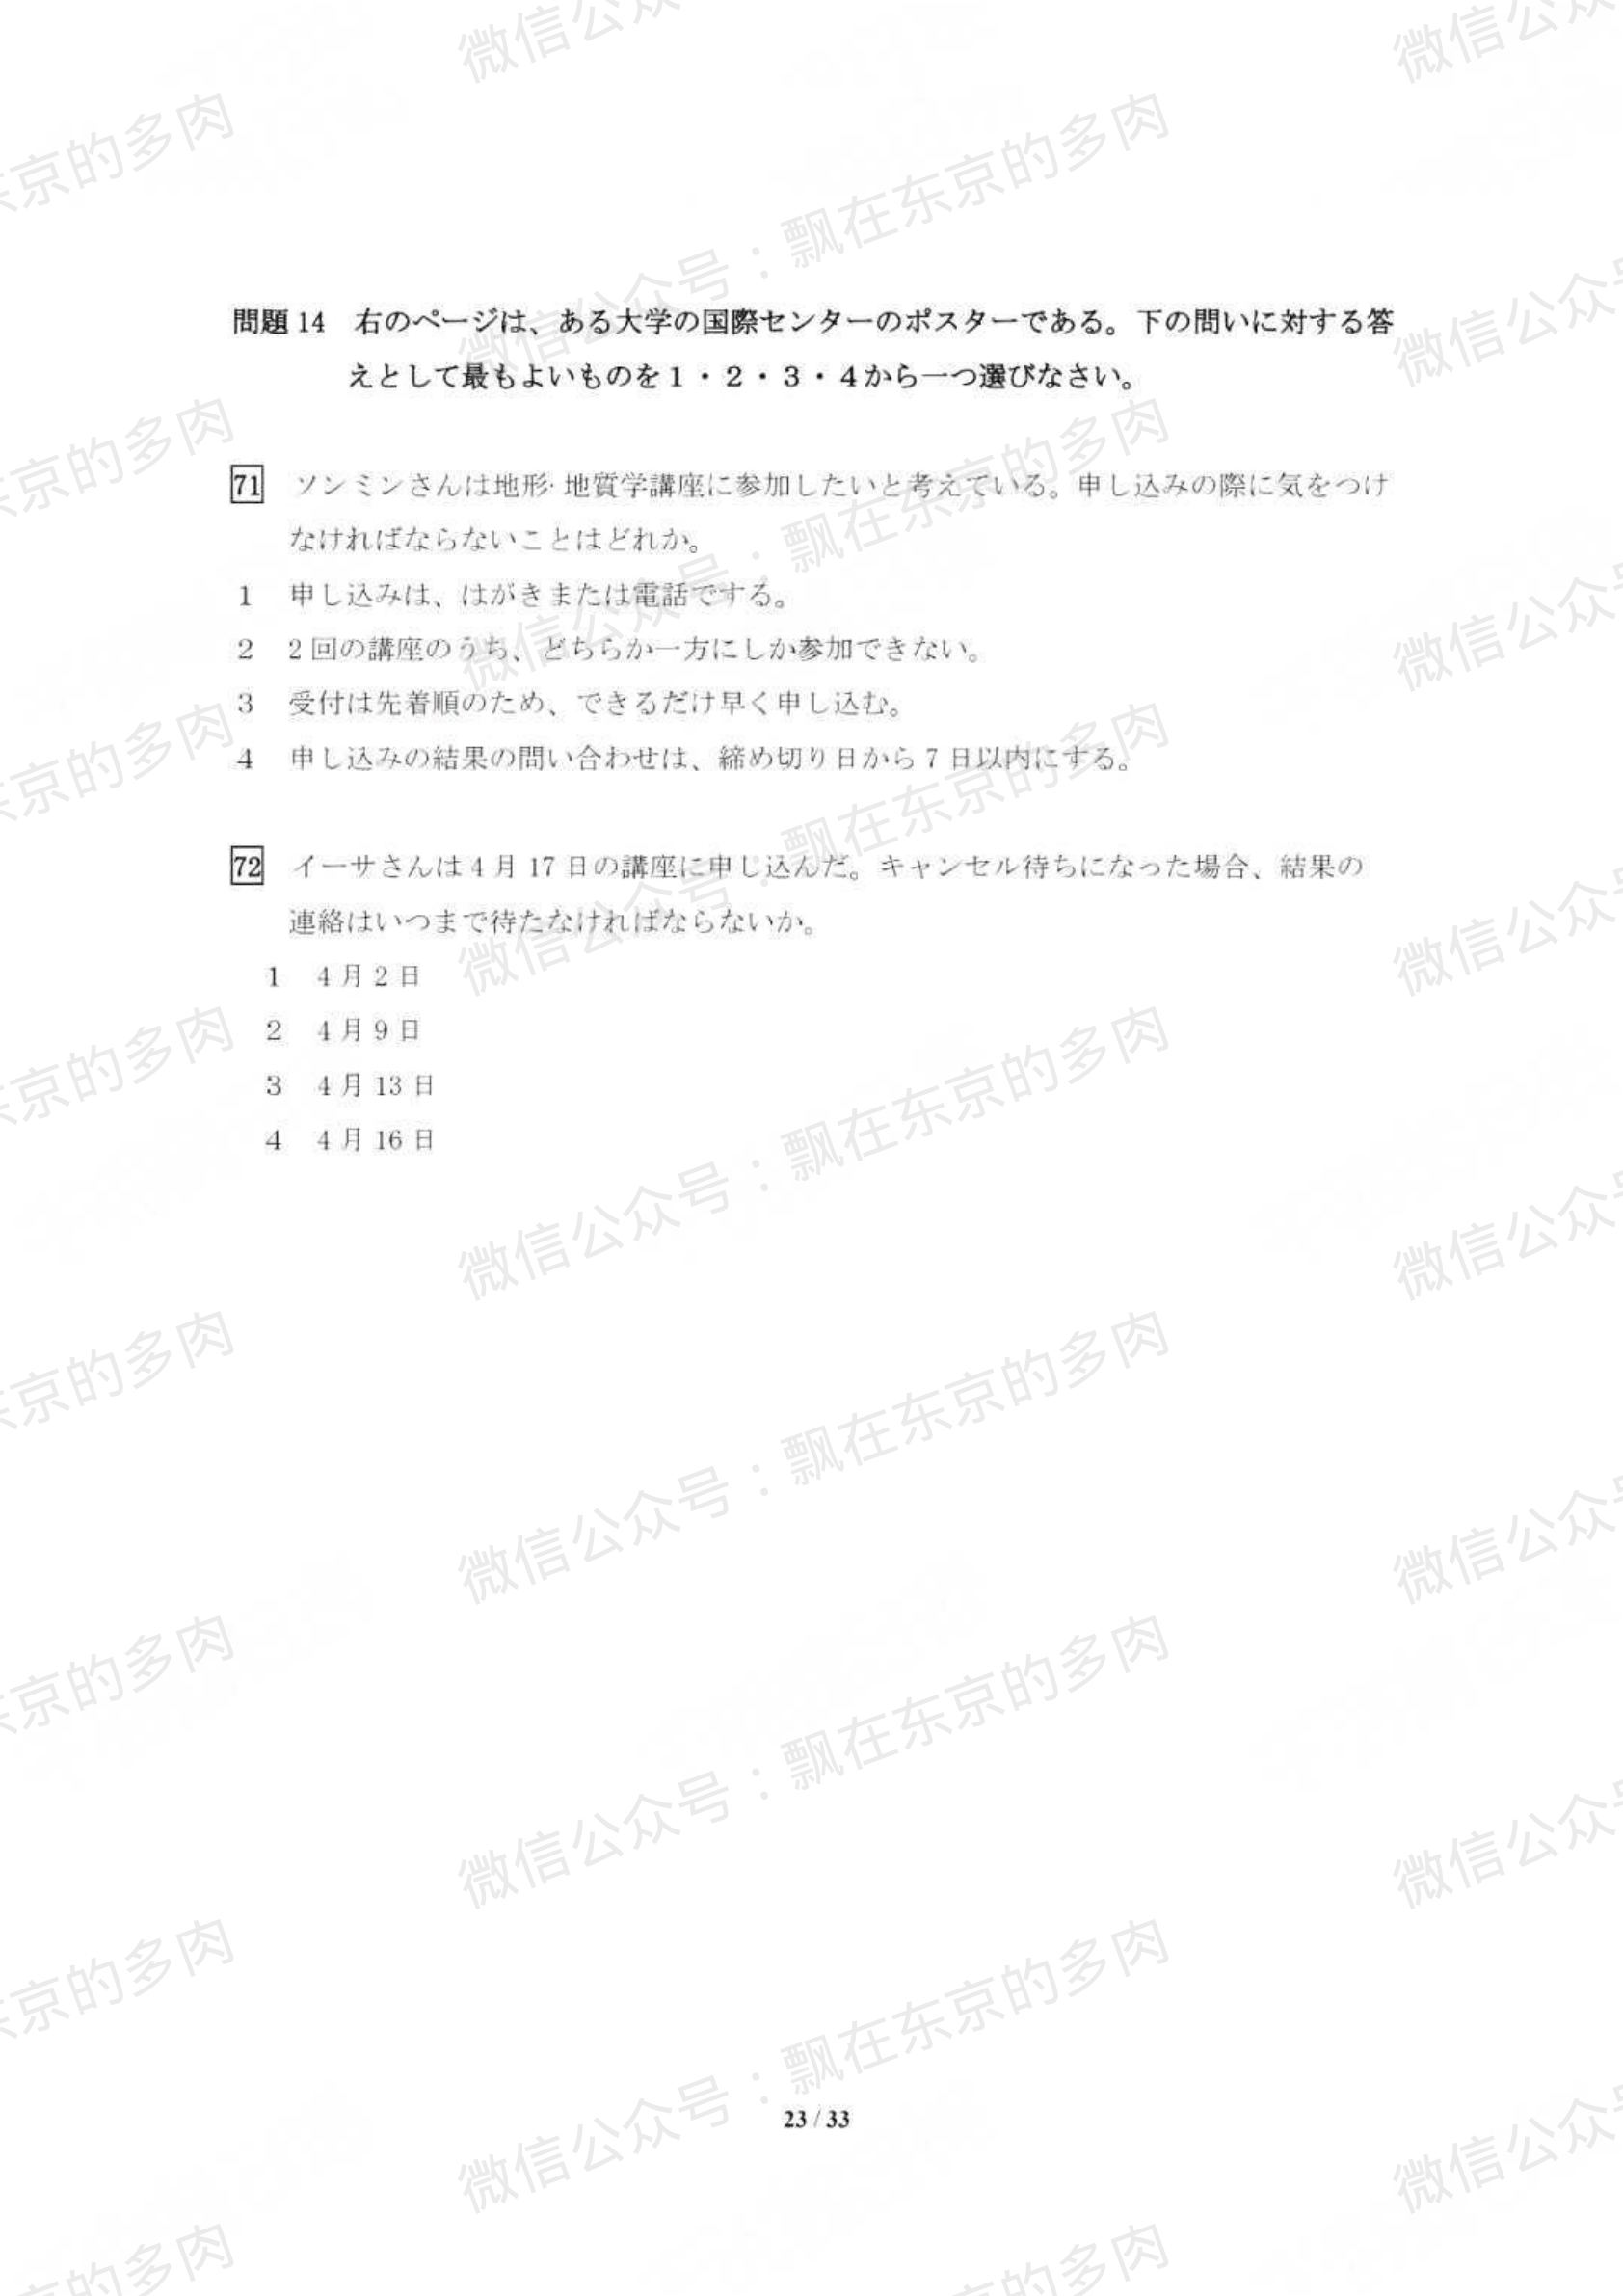 問題14 右のページは、ある大学の国際センターのポスターである。下の問いに対する答
えとして最もよいものを1・2・3・4から一つ選びなさい。
71 ソンミンさんは地形・地質学講座に参加したいと考えている。申し込みの際に気をつけ
なければならないことはどれか。
1 申し込みは、はがきまたは電話でする。
2 2回の講座のうち、どちらか一方にしか参加できない。
3 受付は先着順のため、できるだけ早く申し込む。
4 申し込みの結果の問い合わせは、締め切り日から7日以内にする。
72 イーサさんは4月17日の講座に申し込んだ。キャンセル待ちになった場合、結果の
連絡はいつまで待たなければならないか。
1 4月2日
2 4月9日
3 4月13日
4 4月16日
23 / 33
微信公众号：飘在东京的多肉